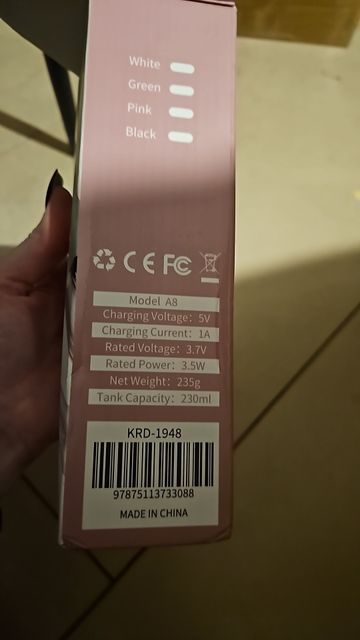 White
Green
Pink
Black
CE FC
Model A8
Charging Voltage: 5V
Charging Current: 1A
Rated Voltage: 3.7V
Rated Power: 3.5W
Net Weight: 235g
Tank Capacity: 230ml
KRD-1948
97875113733088
MADE IN CHINA